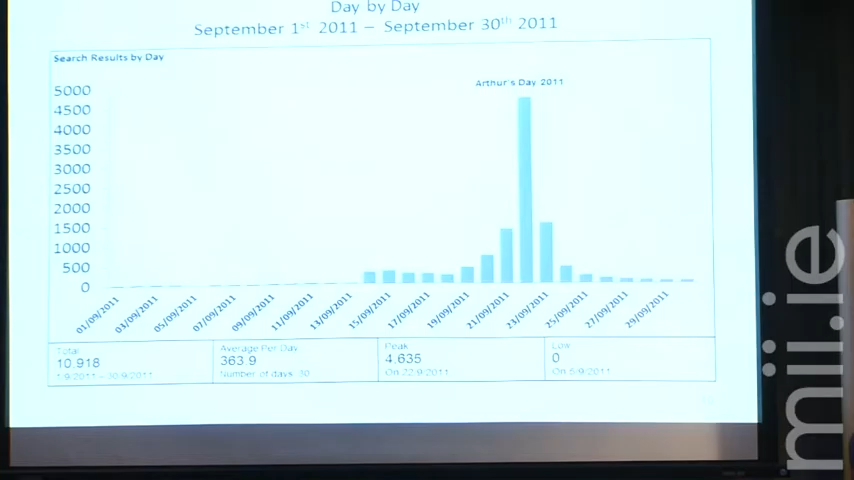 Day by Day
September 1st 2011 – September 30th 2011
Search Results by Day
Arthur's Day 2011
5000
4500
4000
3500
3000
2500
2000
1500
1000
500
0
01/09/2011
03/09/2011
05/09/2011
07/09/2011
09/09/2011
11/09/2011
13/09/2011
15/09/2011
17/09/2011
19/09/2011
21/09/2011
23/09/2011
25/09/2011
27/09/2011
29/09/2011
Total
10,918
1/9/2011 – 30/9/2011
Average Per Day
363.9
Number of days: 30
Peak
4,635
On 22/9/2011
Low
0
On 5/9/2011
mii.ie